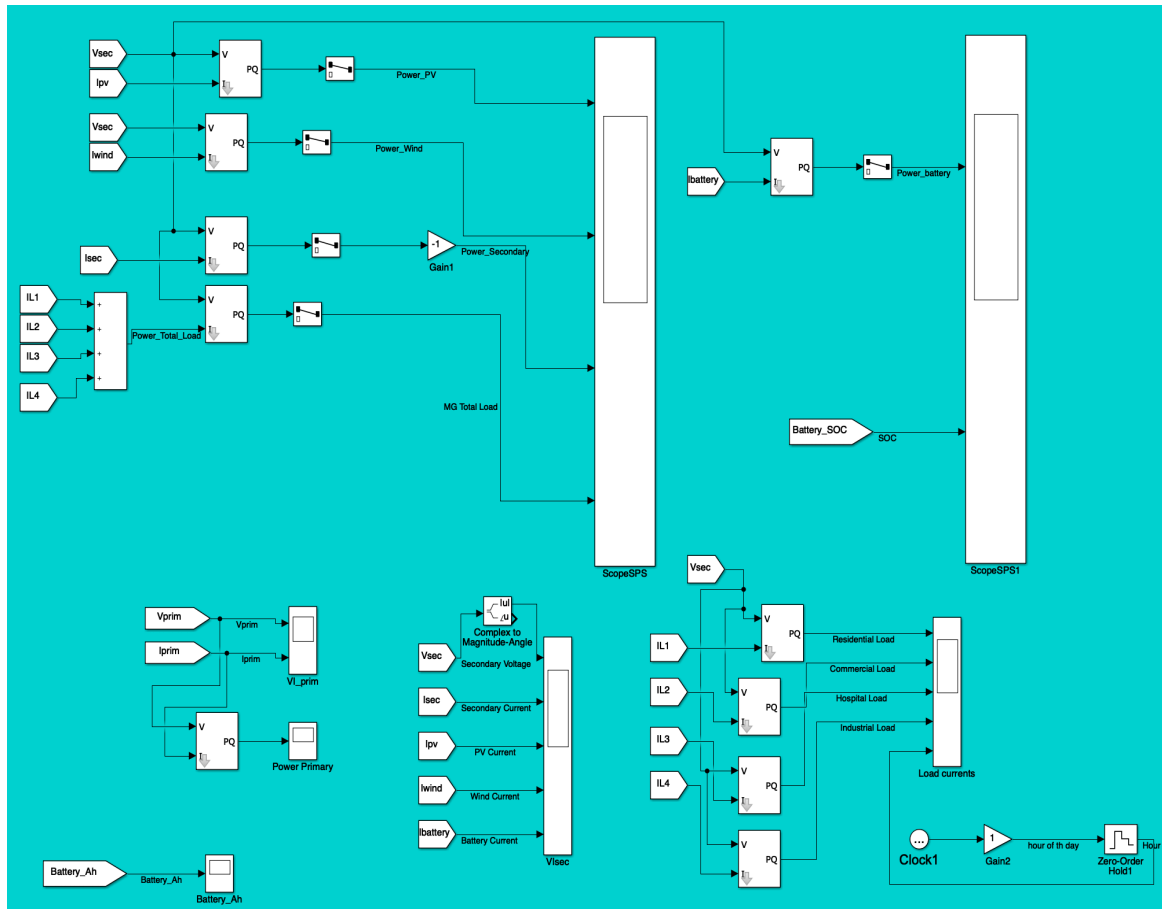 Vsec
V
Ipv
I
PQ
Power_PV
Vsec
V
Iwind
I
PQ
Power_Wind
V
Isec
I
PQ
-1
Gain1
Power_Secondary
IL1
IL2
IL3
IL4
+
+
+
+
Power_Total_Load
V
I
PQ
MG Total Load
ScopeSPS
Ibattery
V
I
PQ
Power_battery
Battery_SOC
SOC
ScopeSPS1
Vprim
Vprim
Iprim
Iprim
VI_prim
V
I
PQ
Power Primary
Battery_Ah
Battery_Ah
Battery_Ah
|u|
∠u
Complex to
Magnitude-Angle
Vsec
Secondary Voltage
Isec
Secondary Current
Ipv
PV Current
Iwind
Wind Current
Ibattery
Battery Current
VIsec
Vsec
IL1
V
I
PQ
Residential Load
IL2
V
I
PQ
Commercial Load
IL3
V
I
PQ
Hospital Load
IL4
V
I
PQ
Industrial Load
Load currents
...
Clock1
1
Gain2
hour of th day
Zero-Order
Hold1
Hour